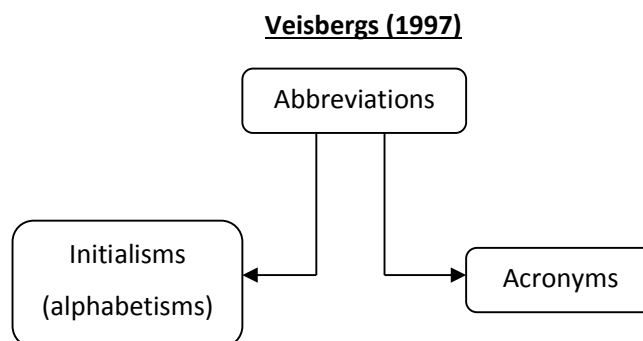 Veisbergs (1997)
Abbreviations
Initialisms
(alphabetisms)
Acronyms